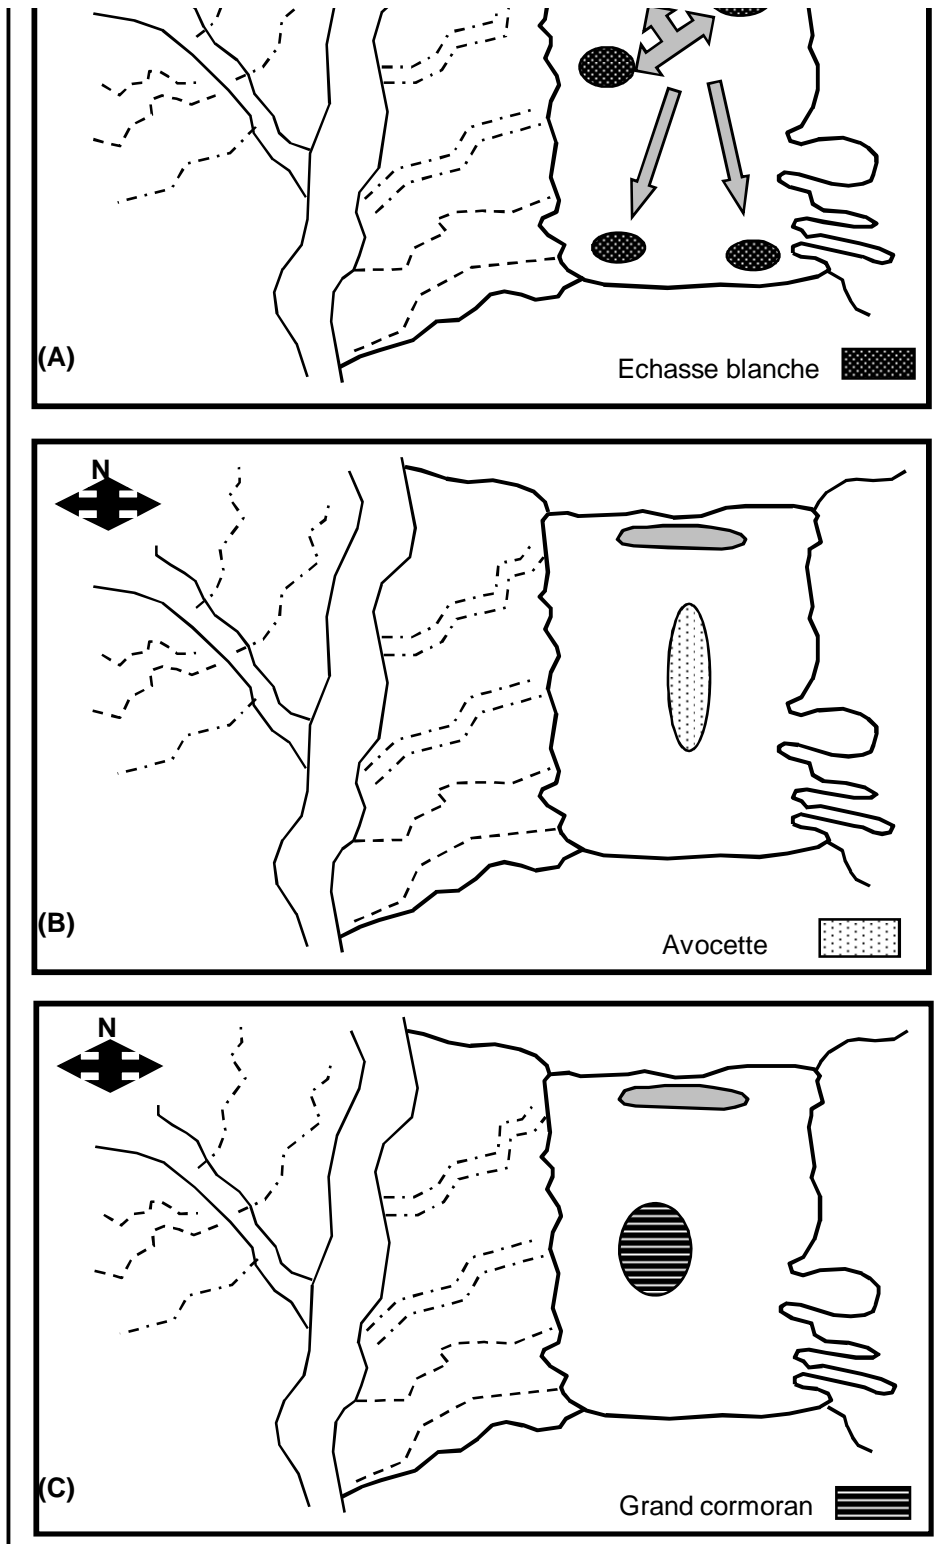 (A)
Echasse blanche
N
(B)
Avocette
N
(C)
Grand cormoran